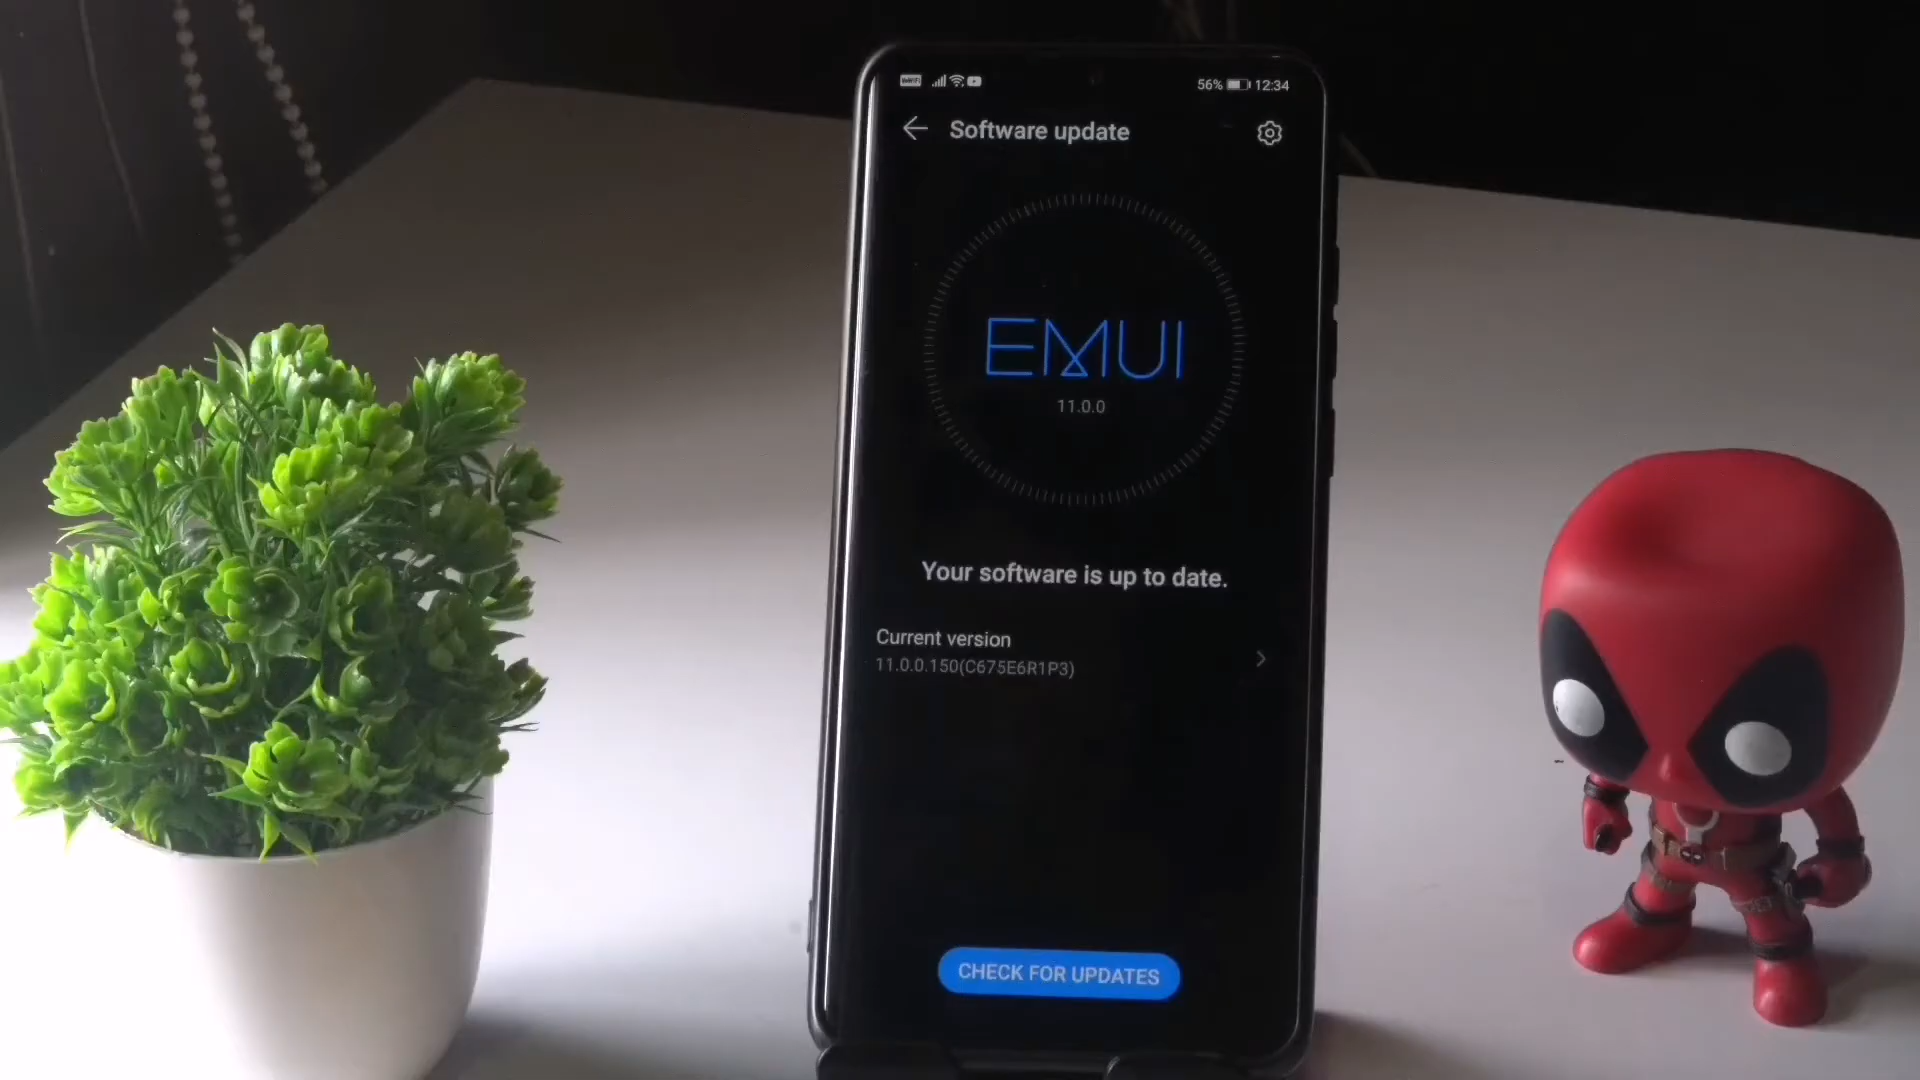 56% 12:34
Software update
EMUI
11.0.0
Your software is up to date.
Current version
11.0.0.150(C675E6R1P3)
CHECK FOR UPDATES